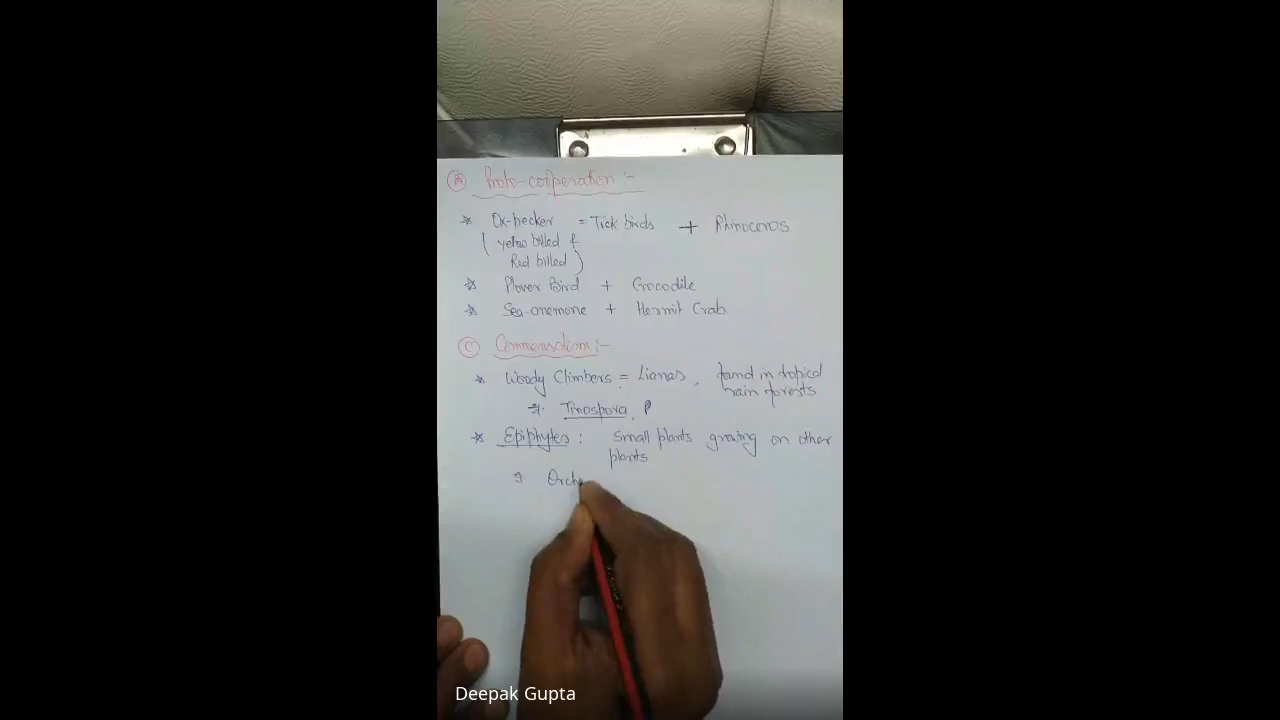 Ⓐ Proto-cooperation :-
* Ox-pecker = Tick birds + Rhinoceros
( yellow billed &
Red billed )
* Plover Bird + Crocodile
* Sea-anemone + Hermit Crab
Ⓒ Commensalism :-
* Woody Climbers = Lianas, found in tropical
rain forests
Tinospora, P
* Epiphytes : Small plants growing on other
plants
Orch
Deepak Gupta